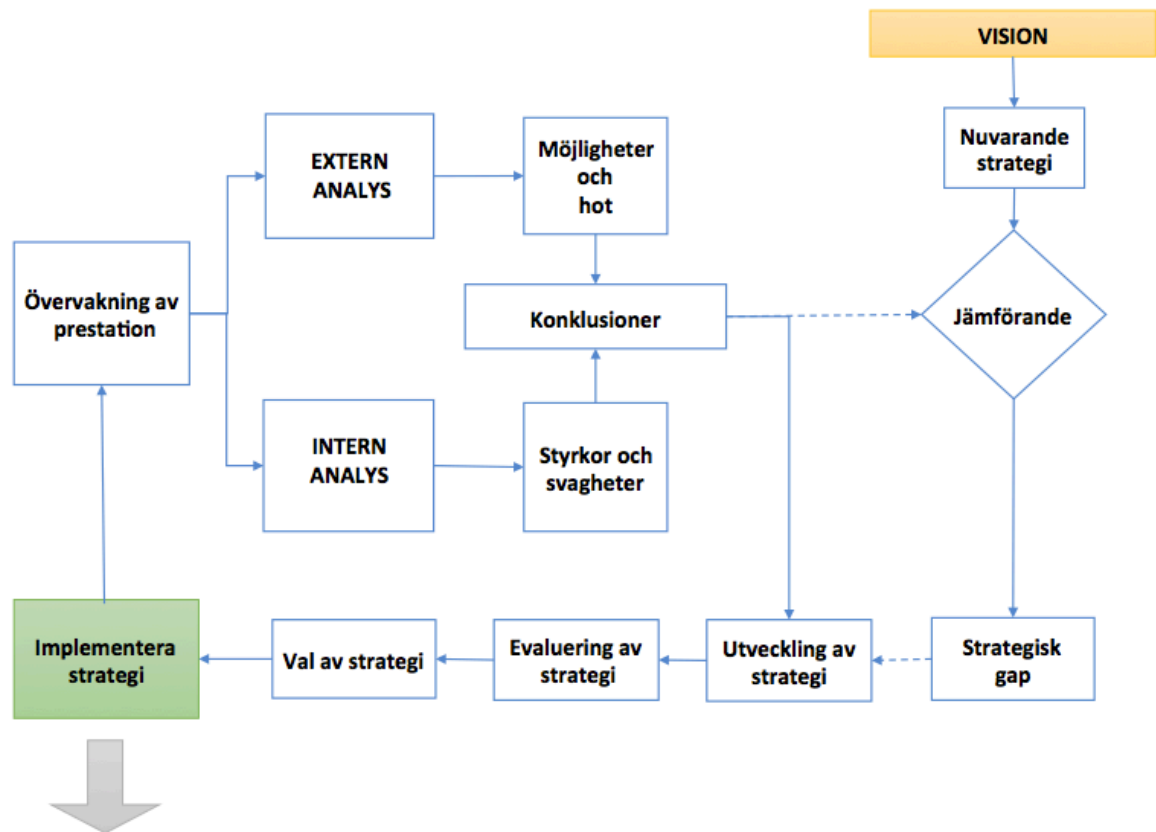 VISION
Nuvarande
strategi
EXTERN
ANALYS
Möjligheter
och
hot
Övervakning av
prestation
Konklusioner
Jämförande
INTERN
ANALYS
Styrkor och
svagheter
Implementera
strategi
Val av strategi
Evaluering av
strategi
Utveckling av
strategi
Strategisk
gap